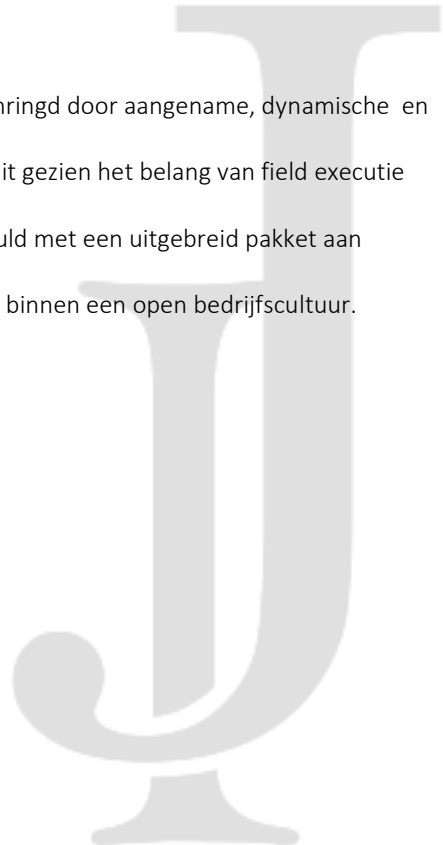 nringd door aangename, dynamische en
it gezien het belang van field executie
uld met een uitgebreid pakket aan
binnen een open bedrijfscultuur.